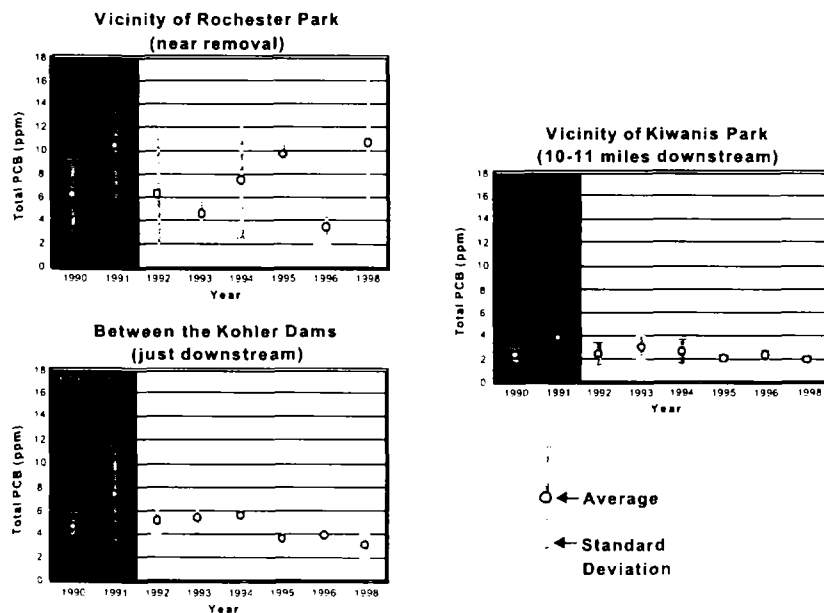 Vicinity of Rochester Park
(near removal)
Total PCB (ppm)
18
16
14
12
10
8
6
4
2
0
1990 1991 1992 1993 1994 1995 1996 1998
Year
Between the Kohler Dams
(just downstream)
Total PCB (ppm)
18
16
14
12
10
8
6
4
2
0
1990 1991 1992 1993 1994 1995 1996 1998
Year
Vicinity of Kiwanis Park
(10-11 miles downstream)
Total PCB (ppm)
18
16
14
12
10
8
6
4
2
0
1990 1991 1992 1993 1994 1995 1996 1998
Year
Average
Standard
Deviation